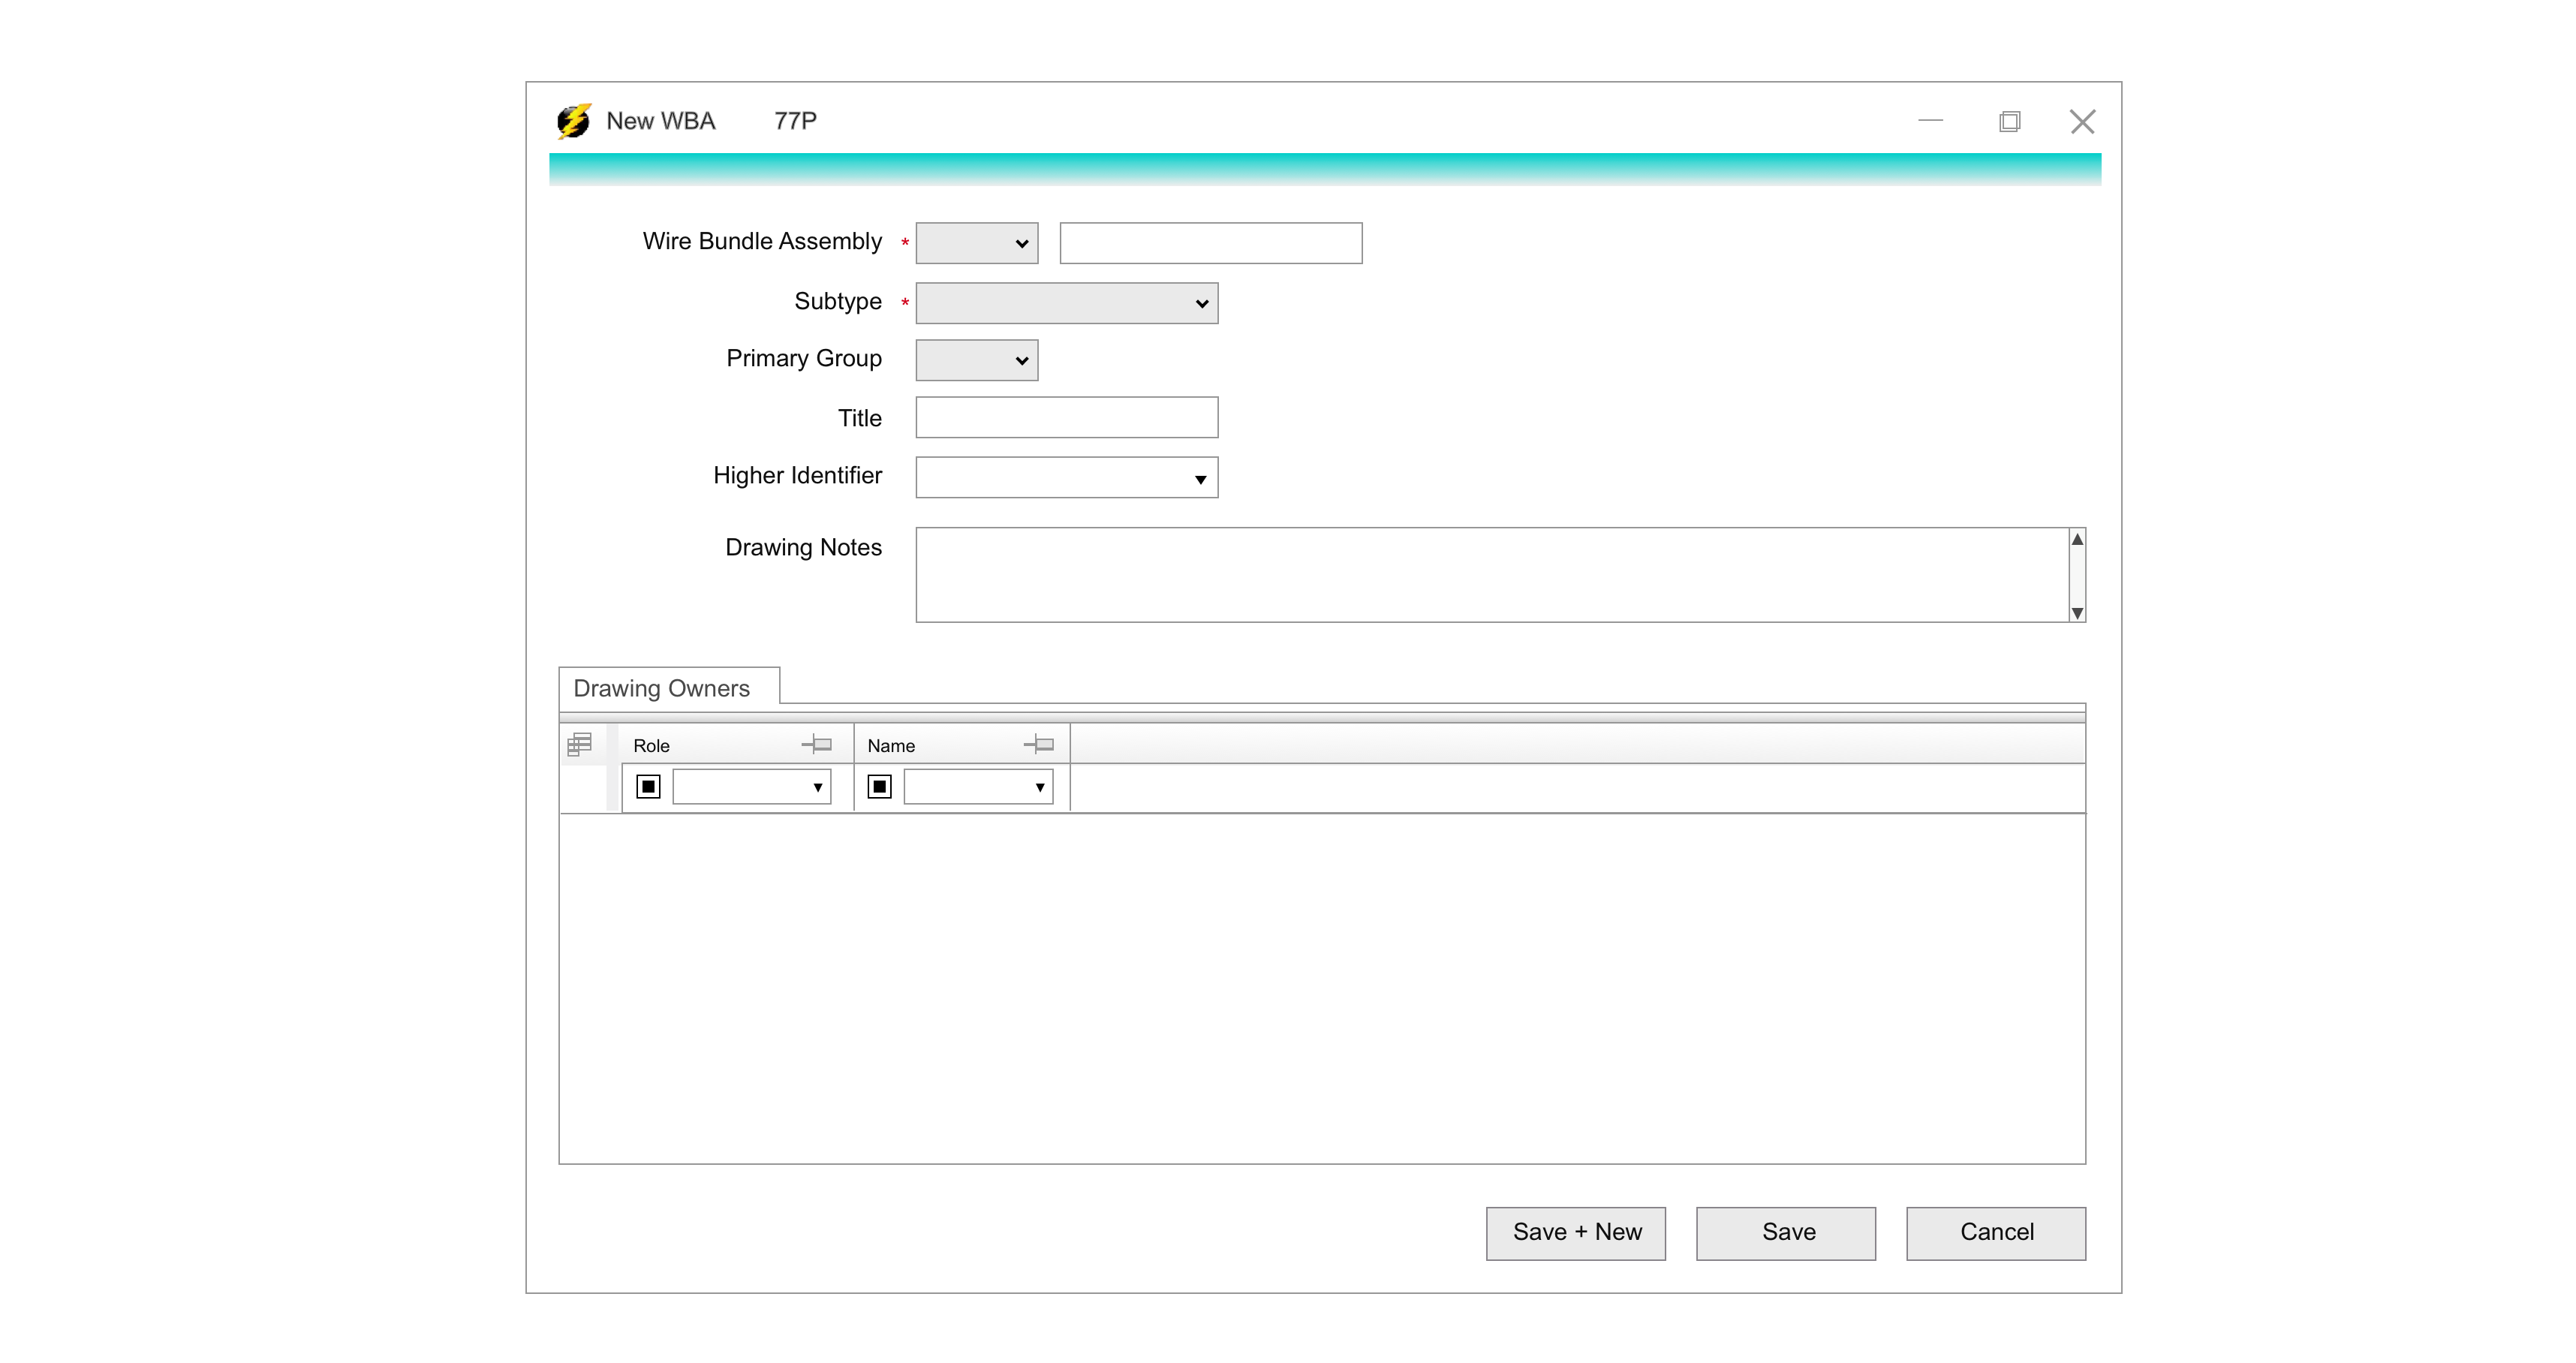 New WBA 77P
Wire Bundle Assembly *
Subtype *
Primary Group
Title
Higher Identifier
Drawing Notes
Drawing Owners
Role Name
Save + New Save Cancel